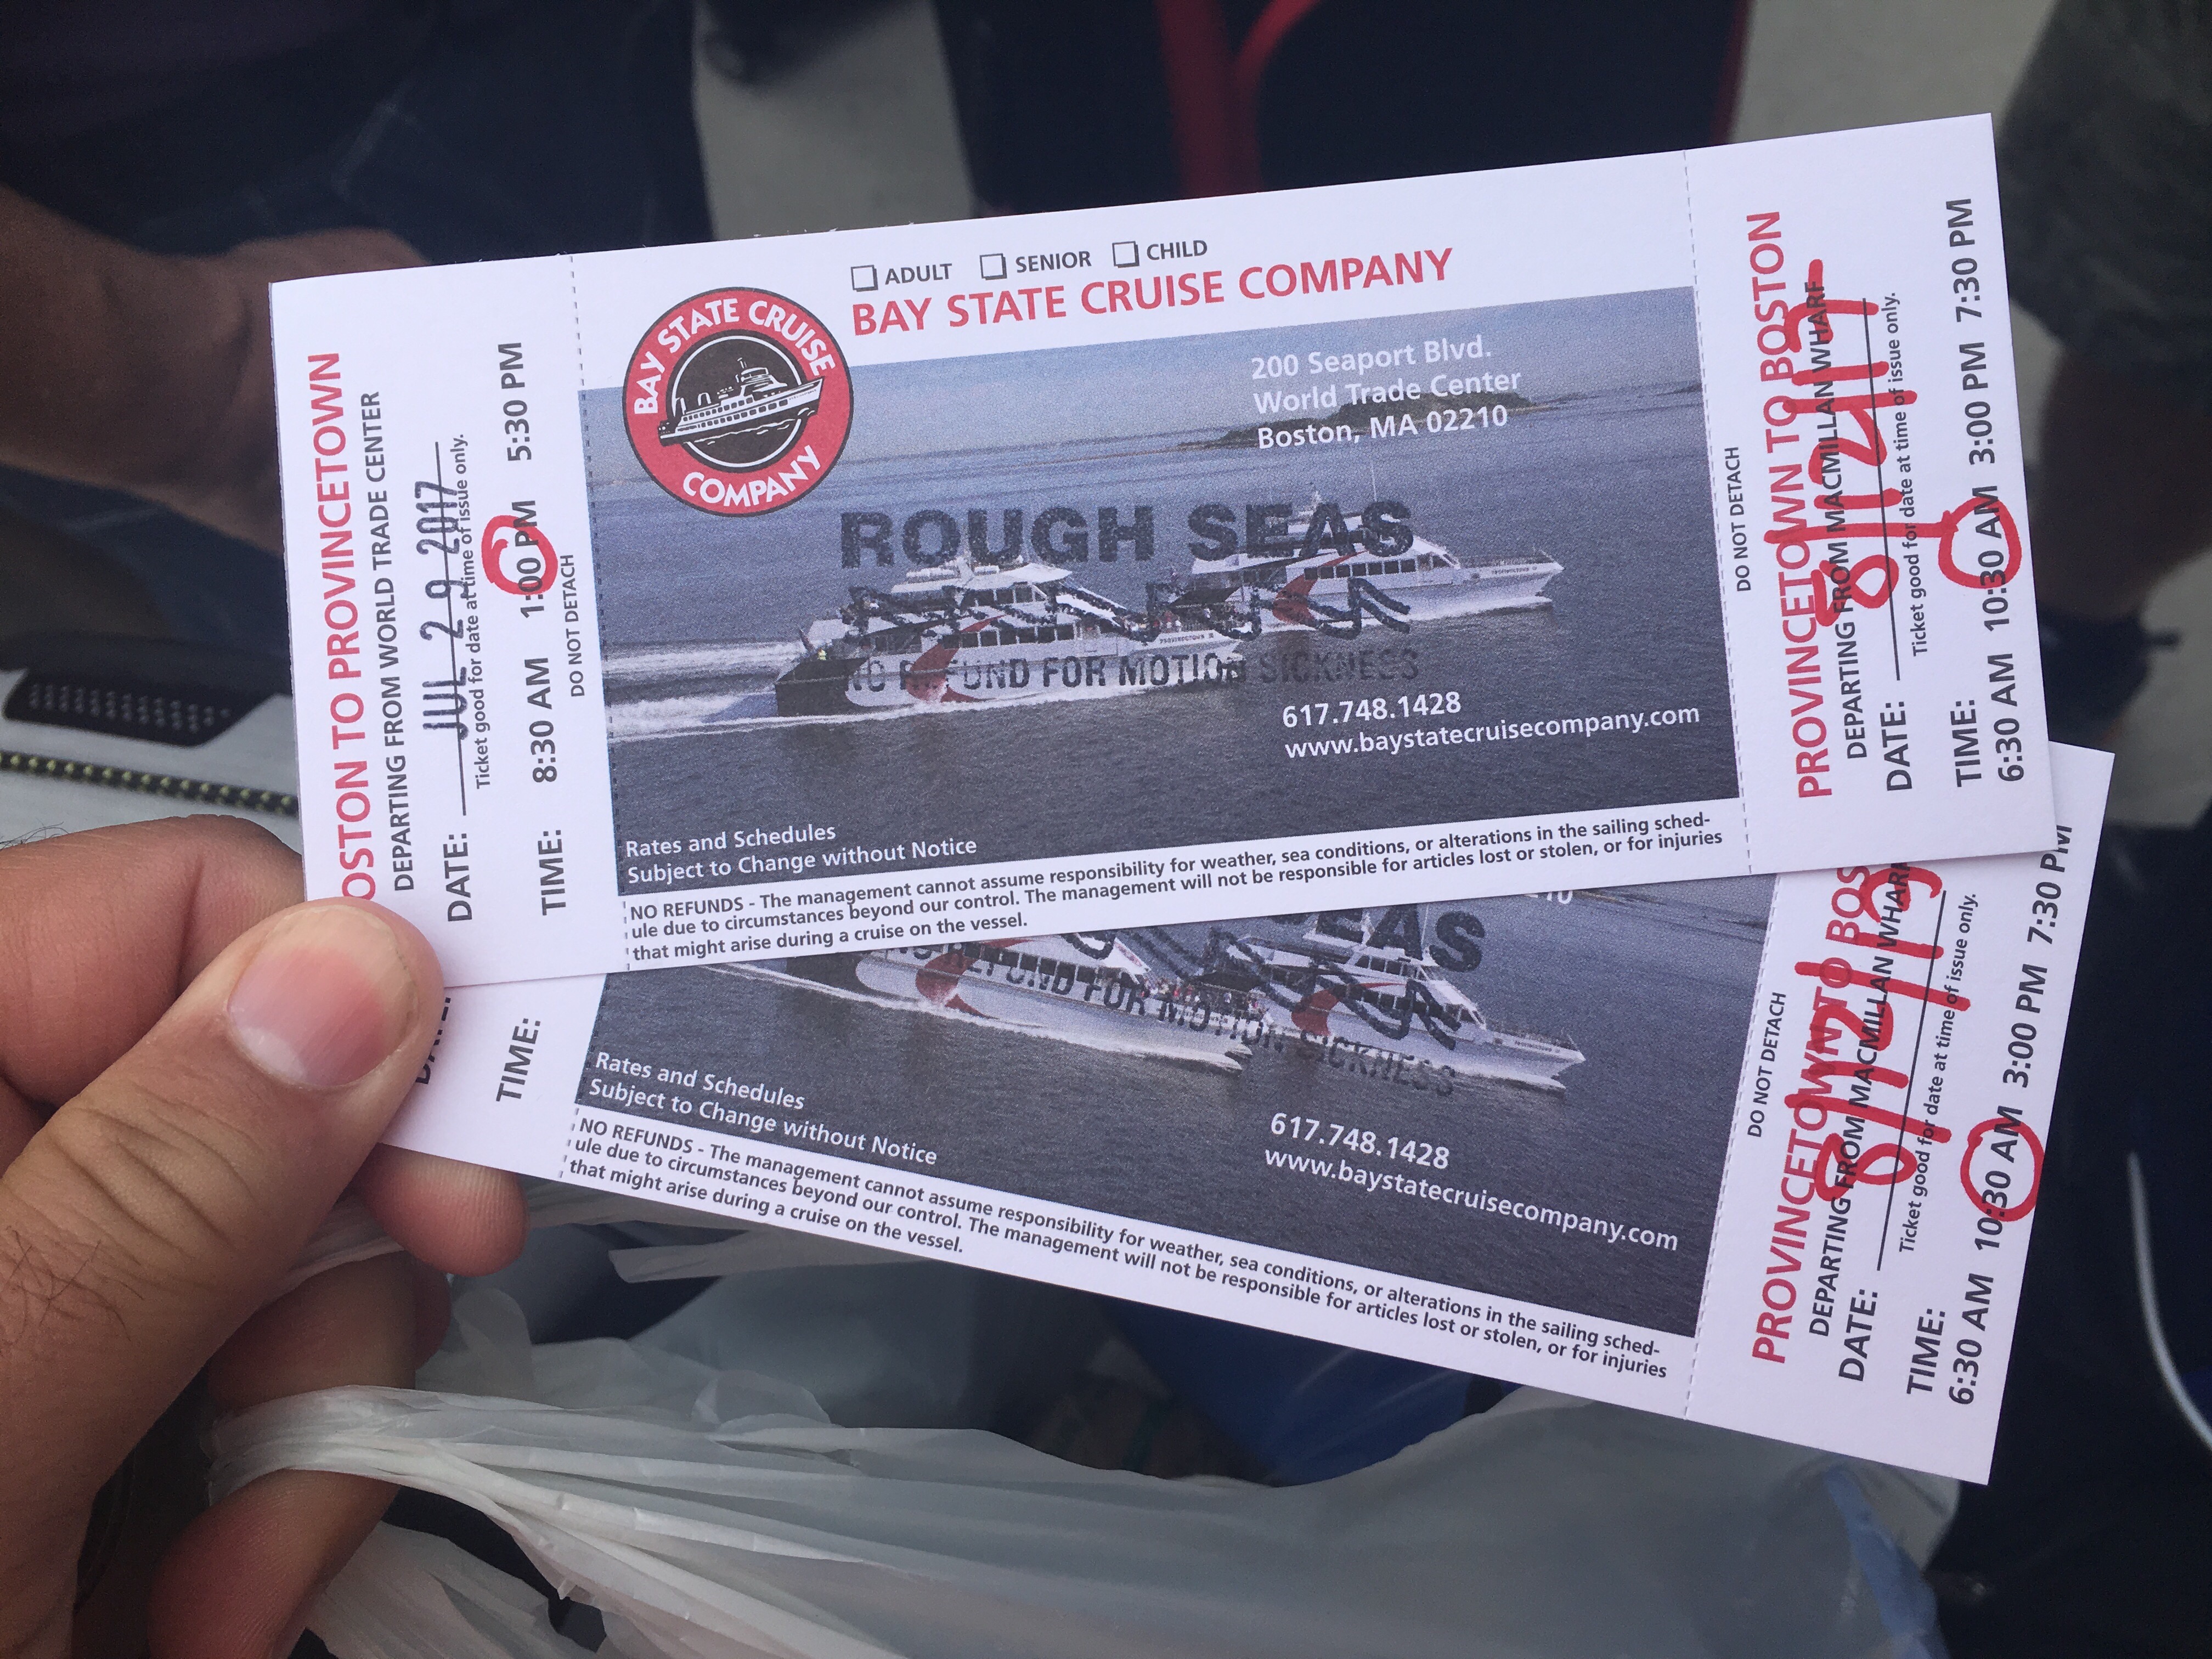 OSTON TO PROVINCETOWN
DEPARTING FROM WORLD TRADE CENTER
DATE: JUL 29 2017
Ticket good for date at time of issue only.
TIME: 8:30 AM 1:00 PM 5:30 PM
DO NOT DETACH
ADULT SENIOR CHILD
BAY STATE CRUISE COMPANY
BAY STATE CRUISE
COMPANY
200 Seaport Blvd.
World Trade Center
Boston, MA 02210
ROUGH SEAS
NO REFUND FOR MOTION SICKNESS
617.748.1428
www.baystatecruisecompany.com
Rates and Schedules
Subject to Change without Notice
NO REFUNDS - The management cannot assume responsibility for weather, sea conditions, or alterations in the sailing sched-
ule due to circumstances beyond our control. The management will not be responsible for articles lost or stolen, or for injuries
that might arise during a cruise on the vessel.
DO NOT DETACH
PROVINCETOWN TO BOSTON
DEPARTING FROM MACMILLAN WHARF
DATE: 8/12/17
Ticket good for date at time of issue only.
TIME:
6:30 AM 10:30 AM 3:00 PM 7:30 PM
TIME:
SEAS
NO REFUND FOR MOTION SICKNESS
Rates and Schedules
Subject to Change without Notice
617.748.1428
www.baystatecruisecompany.com
NO REFUNDS - The management cannot assume responsibility for weather, sea conditions, or alterations in the sailing sched-
ule due to circumstances beyond our control. The management will not be responsible for articles lost or stolen, or for injuries
that might arise during a cruise on the vessel.
DO NOT DETACH
PROVINCETOWN TO BOS
DEPARTING FROM MACMILLAN WHARF
DATE:
Ticket good for date at time of issue only.
TIME:
6:30 AM 10:30 AM 3:00 PM 7:30 PM